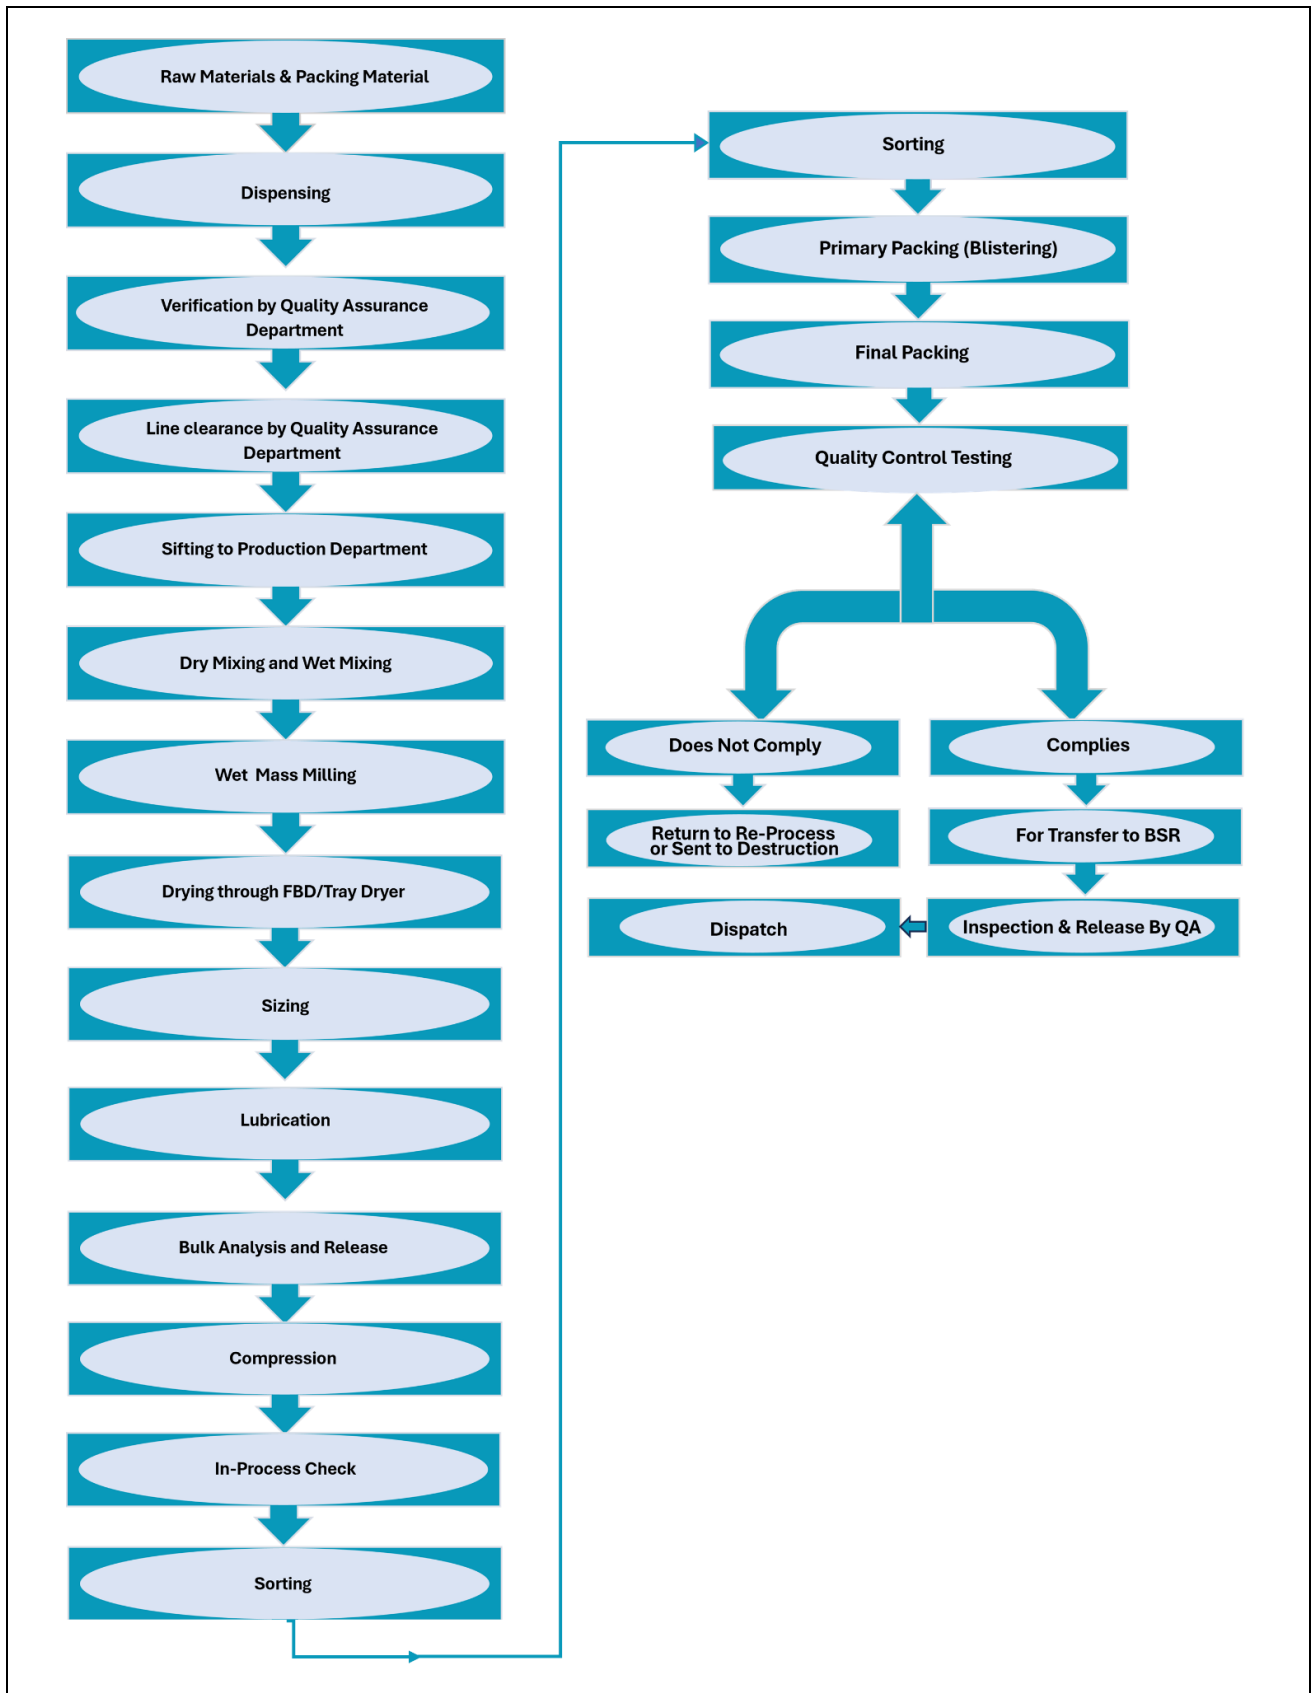 Raw Materials & Packing Material
Dispensing
Verification by Quality Assurance
Department
Line clearance by Quality Assurance
Department
Sifting to Production Department
Dry Mixing and Wet Mixing
Wet Mass Milling
Drying through FBD/Tray Dryer
Sizing
Lubrication
Bulk Analysis and Release
Compression
In-Process Check
Sorting
Sorting
Primary Packing (Blistering)
Final Packing
Quality Control Testing
Does Not Comply
Complies
Return to Re-Process
or Sent to Destruction
For Transfer to BSR
Dispatch
Inspection & Release By QA